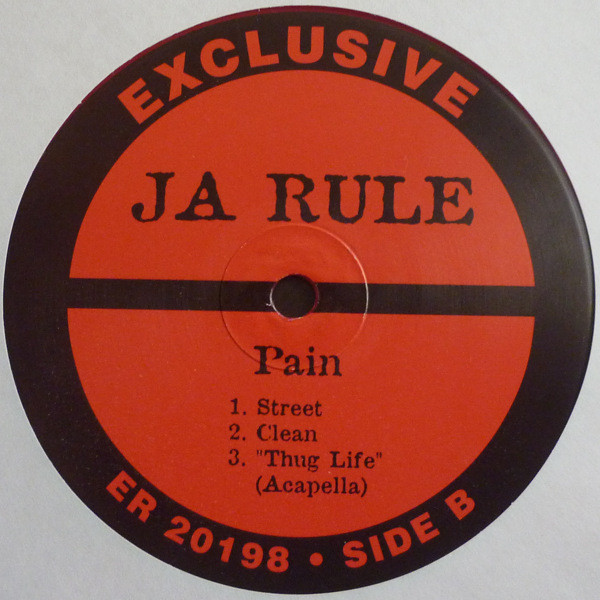 EXCLUSIVE
JA RULE
Pain
1. Street
2. Clean
3. "Thug Life"
(Acapella)
ER 20198 • SIDE B